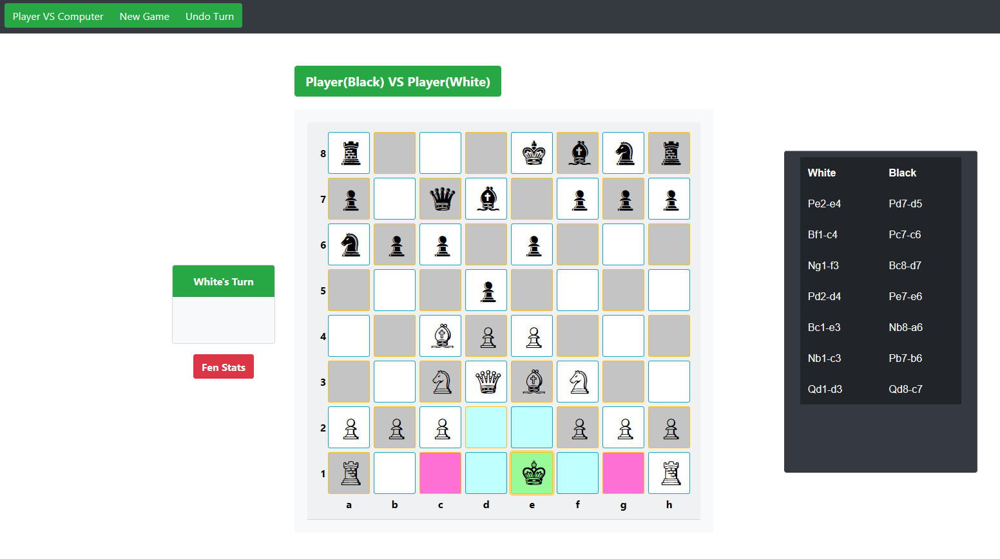 Player VS Computer New Game Undo Turn
Player(Black) VS Player(White)
8
7
6
5
4
3
2
1
a b c d e f g h
White's Turn
Fen Stats
White Black
Pe2-e4 Pd7-d5
Bf1-c4 Pc7-c6
Ng1-f3 Bc8-d7
Pd2-d4 Pe7-e6
Bc1-e3 Nb8-a6
Nb1-c3 Pb7-b6
Qd1-d3 Qd8-c7